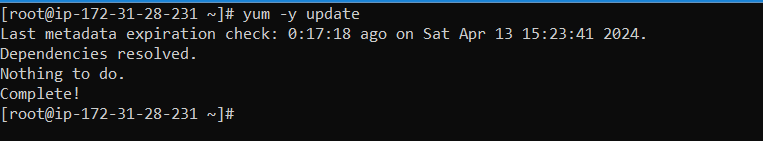 [root@ip-172-31-28-231 ~]# yum -y update
Last metadata expiration check: 0:17:18 ago on Sat Apr 13 15:23:41 2024.
Dependencies resolved.
Nothing to do.
Complete!
[root@ip-172-31-28-231 ~]#